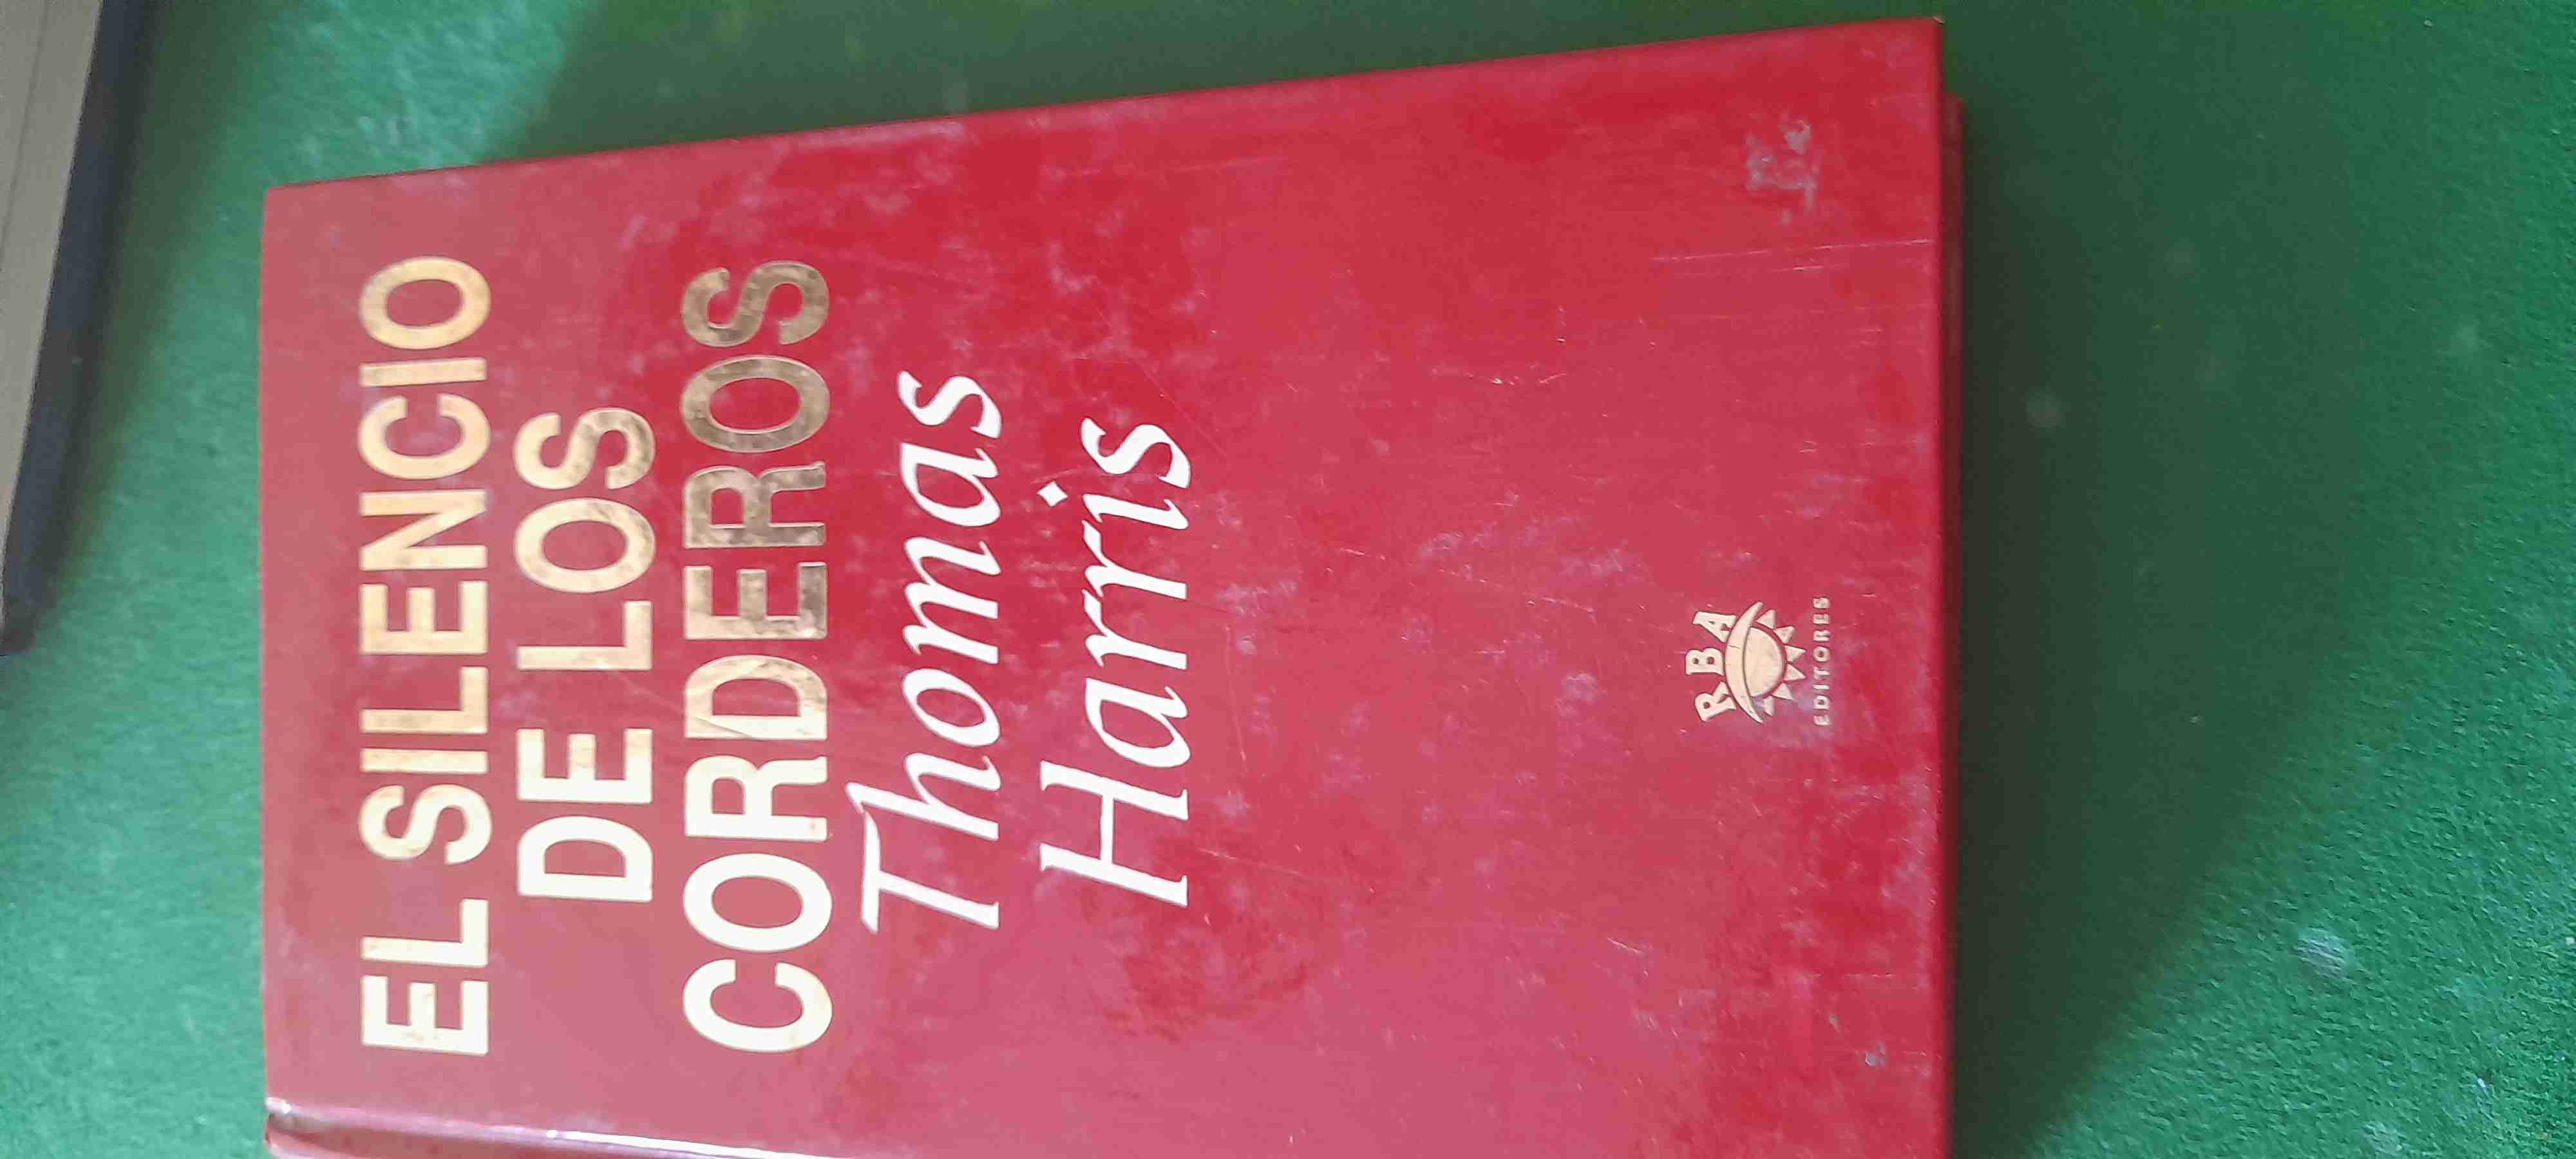 EL SILENCIO
DE LOS
CORDEROS
Thomas
Harris
RBA
EDITORES